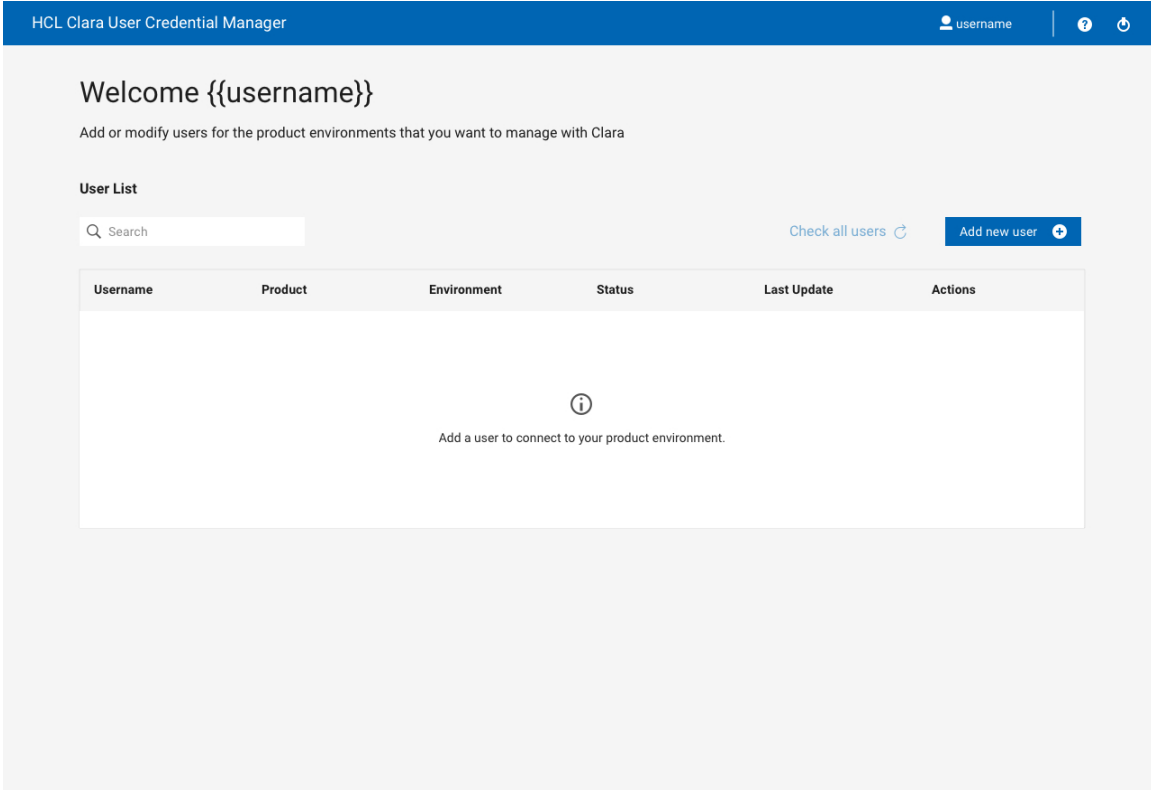 HCL Clara User Credential Manager username
Welcome {{username}}
Add or modify users for the product environments that you want to manage with Clara
User List
Search Check all users Add new user
Username Product Environment Status Last Update Actions
Add a user to connect to your product environment.